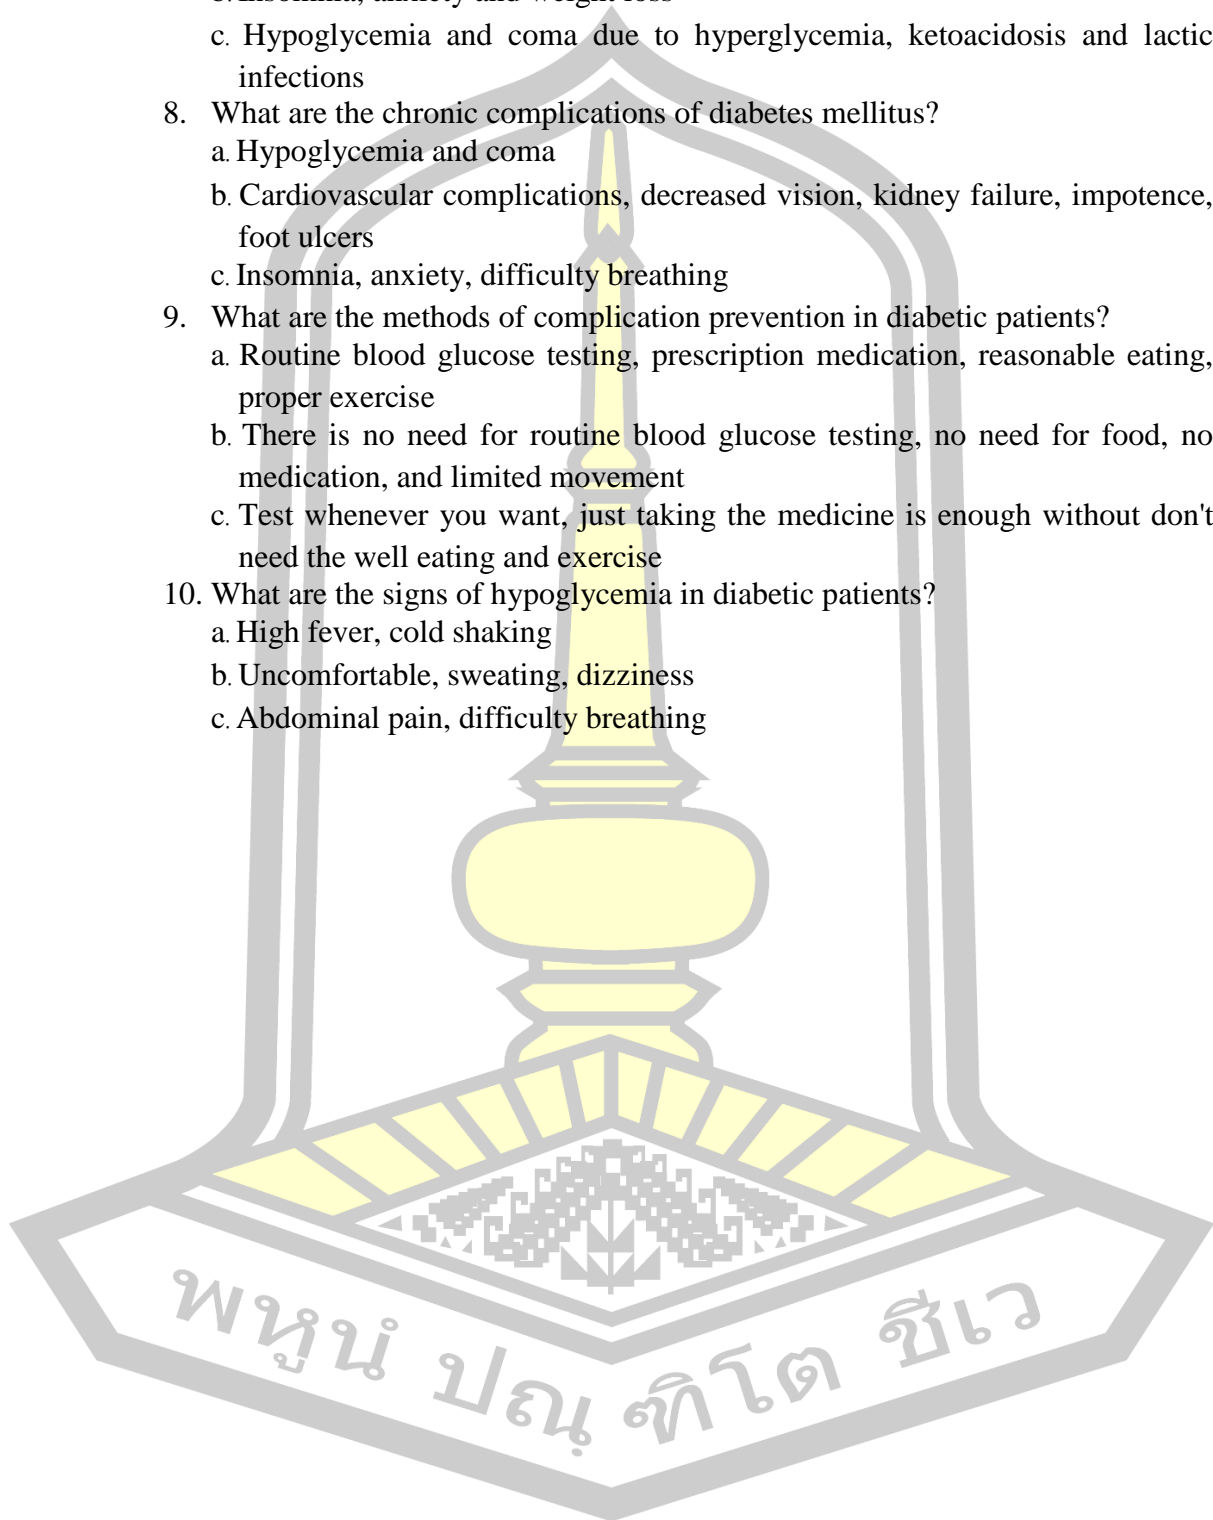 c. Hypoglycemia and coma due to hyperglycemia, ketoacidosis and lactic
infections
8. What are the chronic complications of diabetes mellitus?
a. Hypoglycemia and coma
b. Cardiovascular complications, decreased vision, kidney failure, impotence,
foot ulcers
c. Insomnia, anxiety, difficulty breathing
9. What are the methods of complication prevention in diabetic patients?
a. Routine blood glucose testing, prescription medication, reasonable eating,
proper exercise
b. There is no need for routine blood glucose testing, no need for food, no
medication, and limited movement
c. Test whenever you want, just taking the medicine is enough without don't
need the well eating and exercise
10. What are the signs of hypoglycemia in diabetic patients?
a. High fever, cold shaking
b. Uncomfortable, sweating, dizziness
c. Abdominal pain, difficulty breathing
พหูนํ ปณฺฑิโต ชีเว